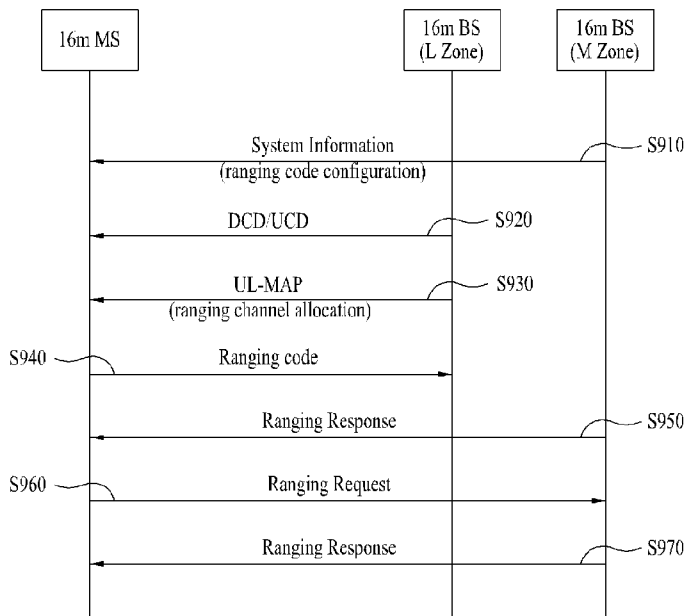 16m MS
16m BS
(L Zone)
16m BS
(M Zone)
System Information
(ranging code configuration)
S910
DCD/UCD
S920
UL-MAP
(ranging channel allocation)
S930
S940
Ranging code
Ranging Response
S950
S960
Ranging Request
Ranging Response
S970